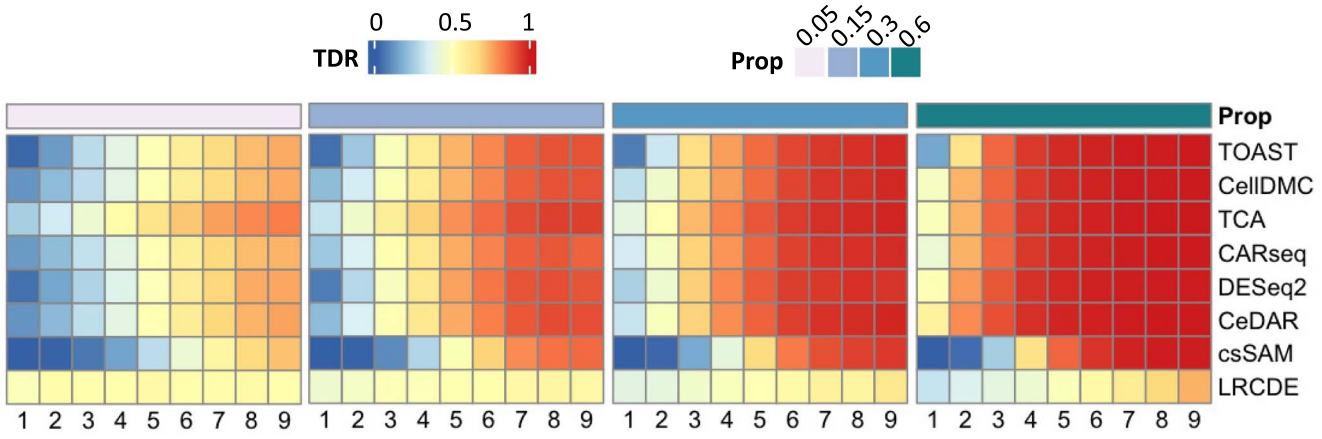 0 0.5 1
TDR
Prop 0.05 0.15 0.3 0.6
Prop
TOAST
CellDMC
TCA
CARseq
DESeq2
CeDAR
csSAM
LRCDE
1 2 3 4 5 6 7 8 9 1 2 3 4 5 6 7 8 9 1 2 3 4 5 6 7 8 9 1 2 3 4 5 6 7 8 9